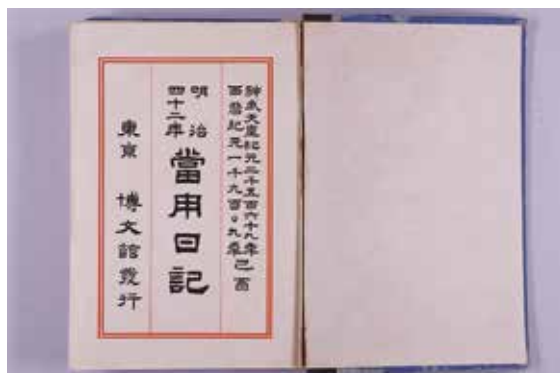 神武天皇紀元二千五百六十九年己酉
西暦紀元一千九百〇九年
明治四十二年
當用日記
東京 博文館發行